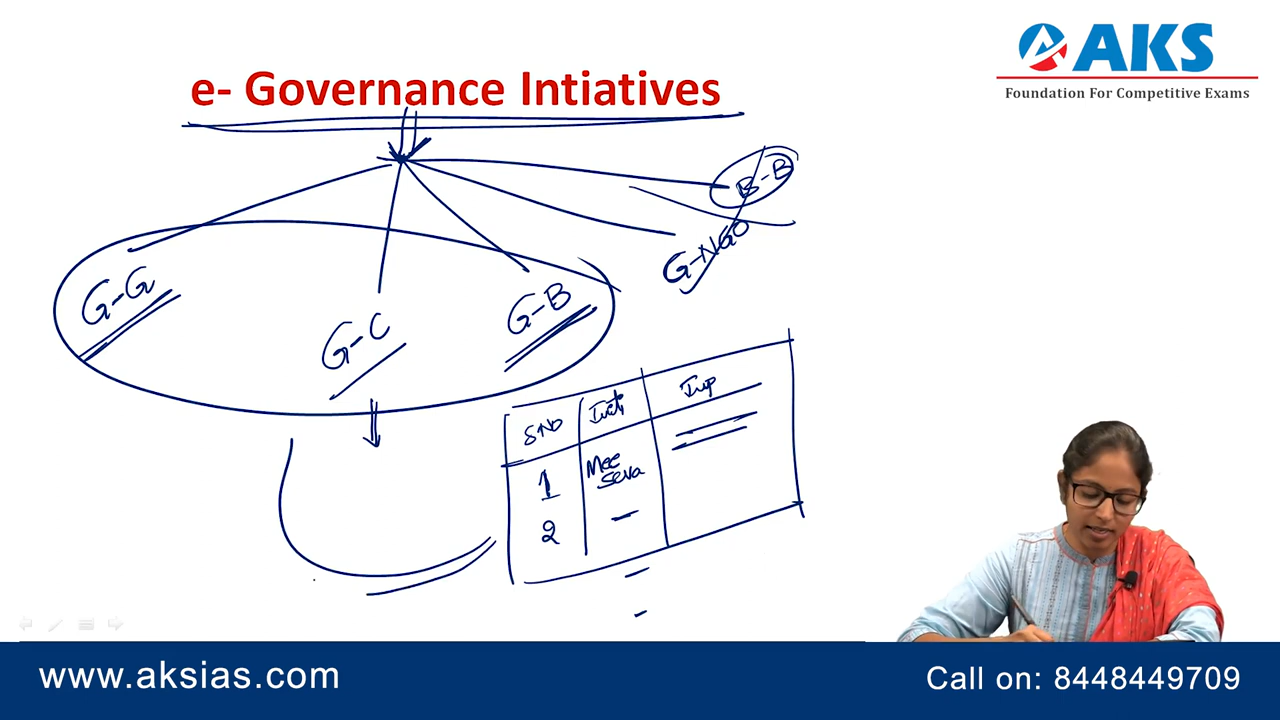 AKS
Foundation For Competitive Exams
e- Governance Intiatives
B-B
G-NGO
G-G
G-C
G-B
SNo
Imp
1 Mee Seva
2
www.aksias.com
Call on: 8448449709